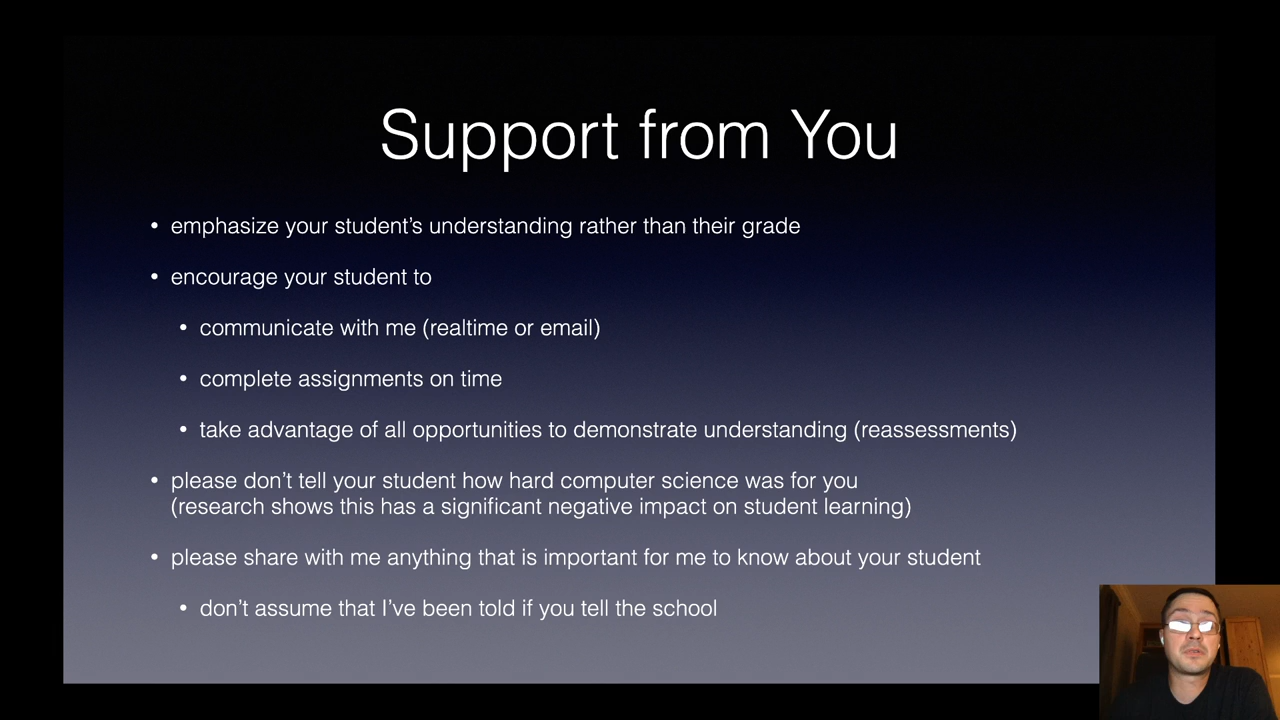 Support from You
• emphasize your student’s understanding rather than their grade
• encourage your student to
• communicate with me (realtime or email)
• complete assignments on time
• take advantage of all opportunities to demonstrate understanding (reassessments)
• please don’t tell your student how hard computer science was for you
(research shows this has a significant negative impact on student learning)
• please share with me anything that is important for me to know about your student
• don’t assume that I’ve been told if you tell the school